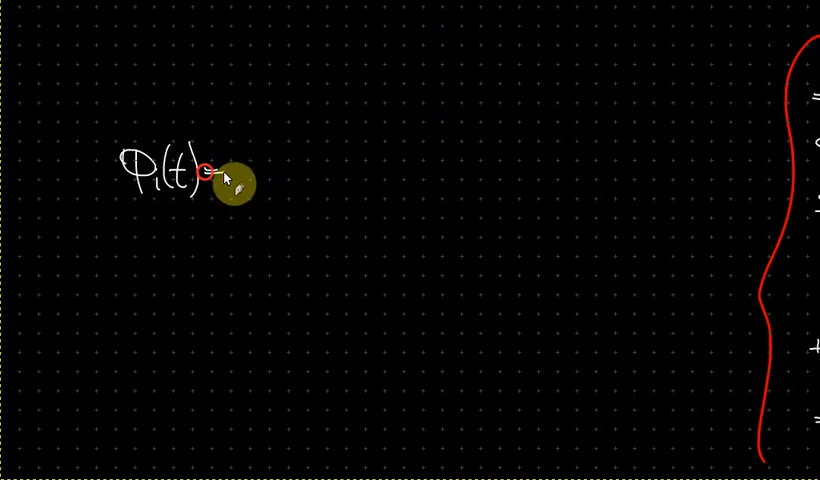 φ₁(t)=
=
+
=